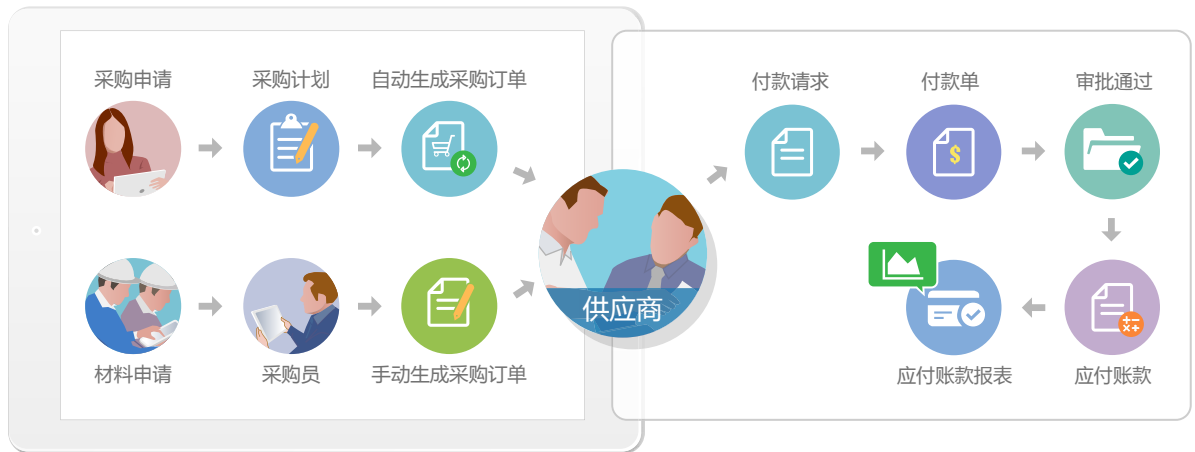 采购申请
采购计划
自动生成采购订单
付款请求
付款单
审批通过
供应商
材料申请
采购员
手动生成采购订单
应付账款报表
应付账款